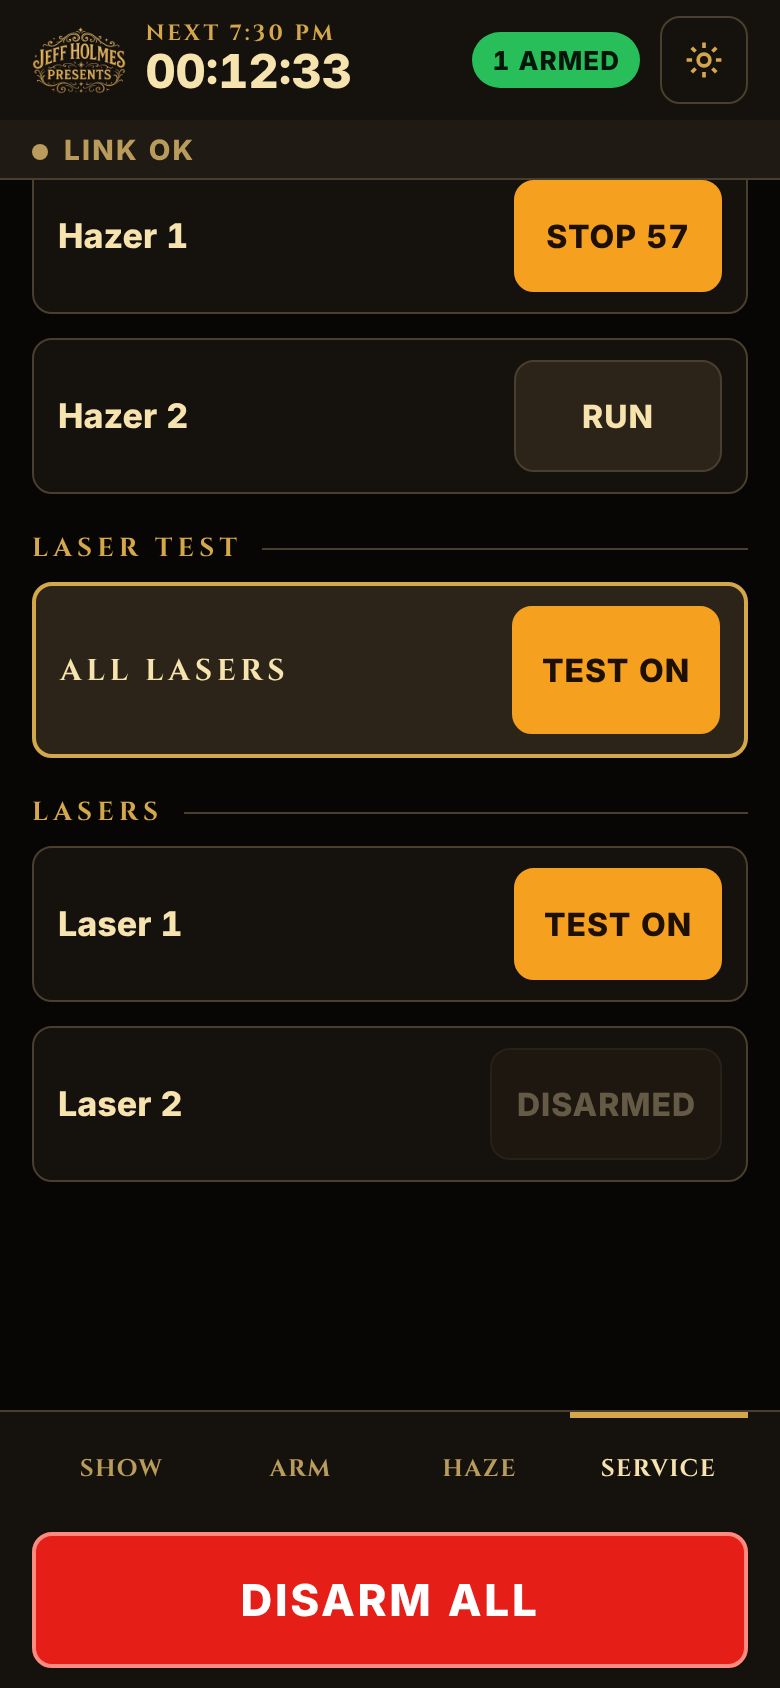 JEFF HOLMES
PRESENTS
NEXT 7:30 PM
00:12:33
1 ARMED
LINK OK
Hazer 1
STOP 57
Hazer 2
RUN
LASER TEST
ALL LASERS
TEST ON
LASERS
Laser 1
TEST ON
Laser 2
DISARMED
SHOW
ARM
HAZE
SERVICE
DISARM ALL